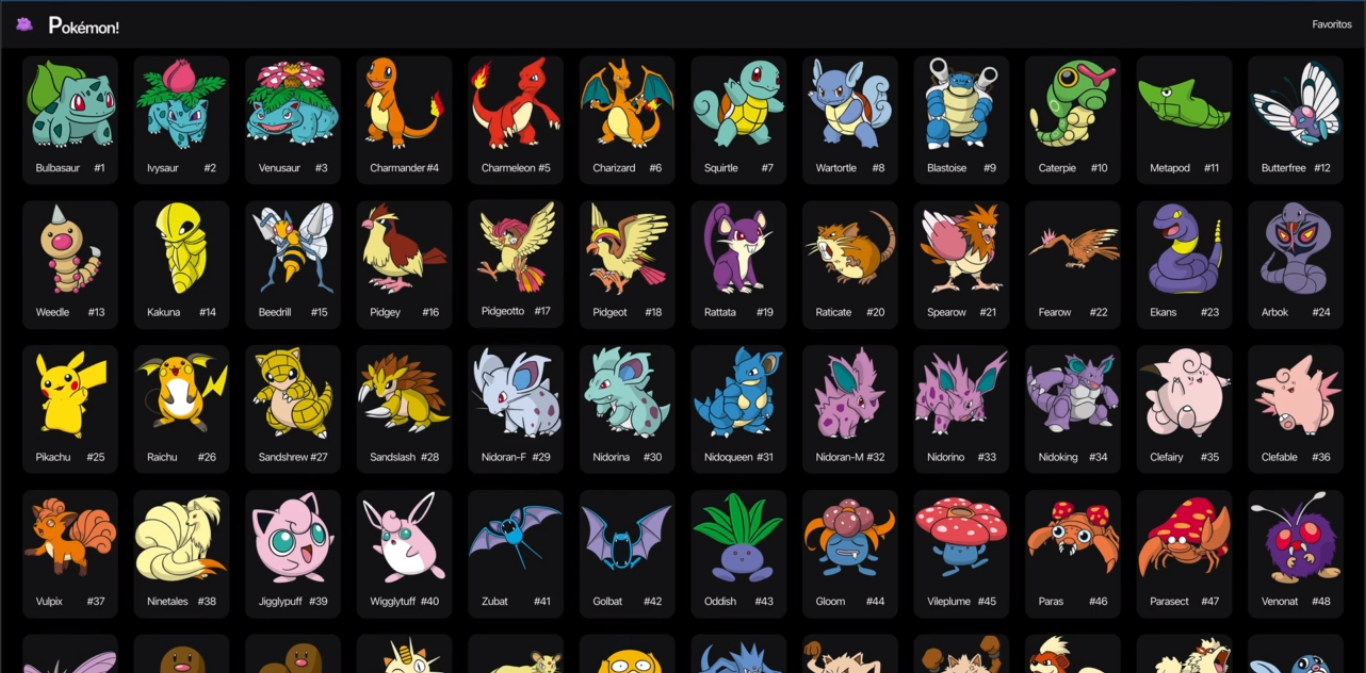 Pokémon! Favoritos
Bulbasaur #1 Ivysaur #2 Venusaur #3 Charmander #4 Charmeleon #5 Charizard #6 Squirtle #7 Wartortle #8 Blastoise #9 Caterpie #10 Metapod #11 Butterfree #12
Weedle #13 Kakuna #14 Beedrill #15 Pidgey #16 Pidgeotto #17 Pidgeot #18 Rattata #19 Raticate #20 Spearow #21 Fearow #22 Ekans #23 Arbok #24
Pikachu #25 Raichu #26 Sandshrew #27 Sandslash #28 Nidoran-F #29 Nidorina #30 Nidoqueen #31 Nidoran-M #32 Nidorino #33 Nidoking #34 Clefairy #35 Clefable #36
Vulpix #37 Ninetales #38 Jigglypuff #39 Wigglytuff #40 Zubat #41 Golbat #42 Oddish #43 Gloom #44 Vileplume #45 Paras #46 Parasect #47 Venonat #48